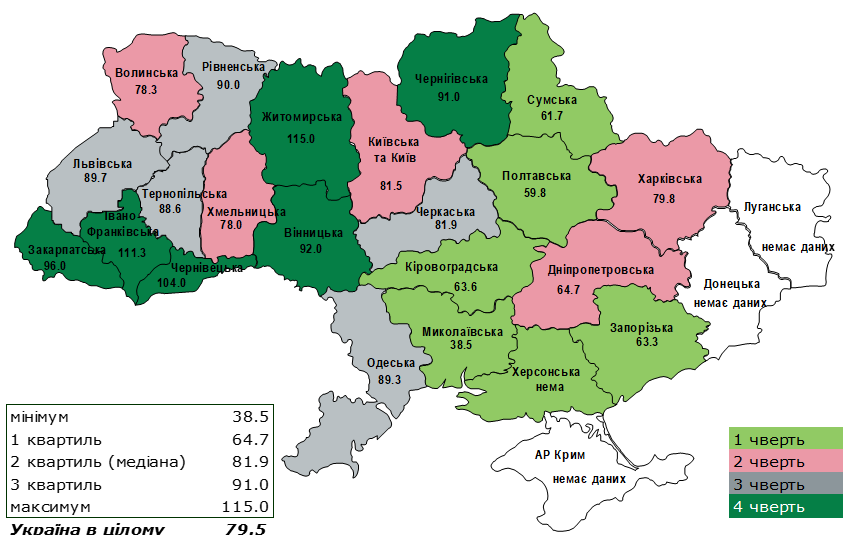 Волинська
78.3
Рівненська
90.0
Житомирська
115.0
Чернігівська
91.0
Сумська
61.7
Київська
та Київ
81.5
Львівська
89.7
Тернопільська
88.6
Хмельницька
78.0
Полтавська
59.8
Харківська
79.8
Луганська
немає даних
Черкаська
81.9
Івано
Франківська
111.3
Вінницька
92.0
Закарпатська
96.0
Чернівецька
104.0
Кіровоградська
63.6
Дніпропетровська
64.7
Донецька
немає даних
Миколаївська
38.5
Запорізька
63.3
Одеська
89.3
Херсонська
нема
АР Крим
немає даних
мінімум 38.5
1 квартиль 64.7
2 квартиль (медіана) 81.9
3 квартиль 91.0
максимум 115.0
Україна в цілому 79.5
1 чверть
2 чверть
3 чверть
4 чверть